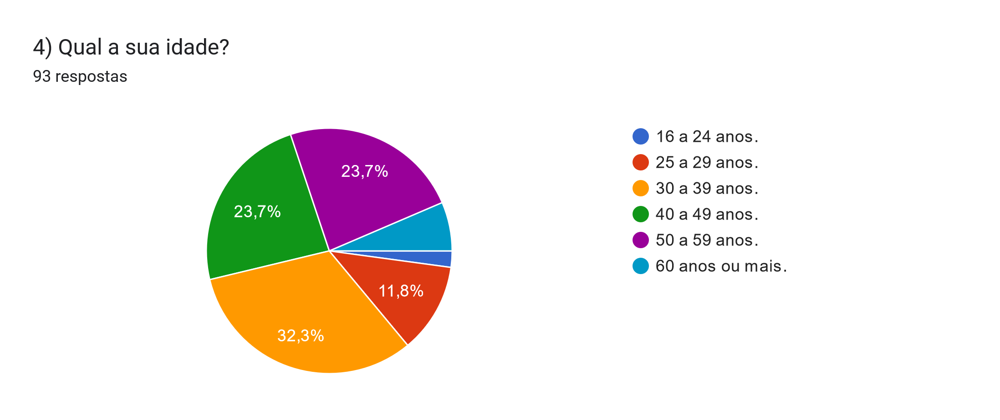 4) Qual a sua idade?
93 respostas
23,7%
23,7%
11,8%
32,3%
16 a 24 anos.
25 a 29 anos.
30 a 39 anos.
40 a 49 anos.
50 a 59 anos.
60 anos ou mais.